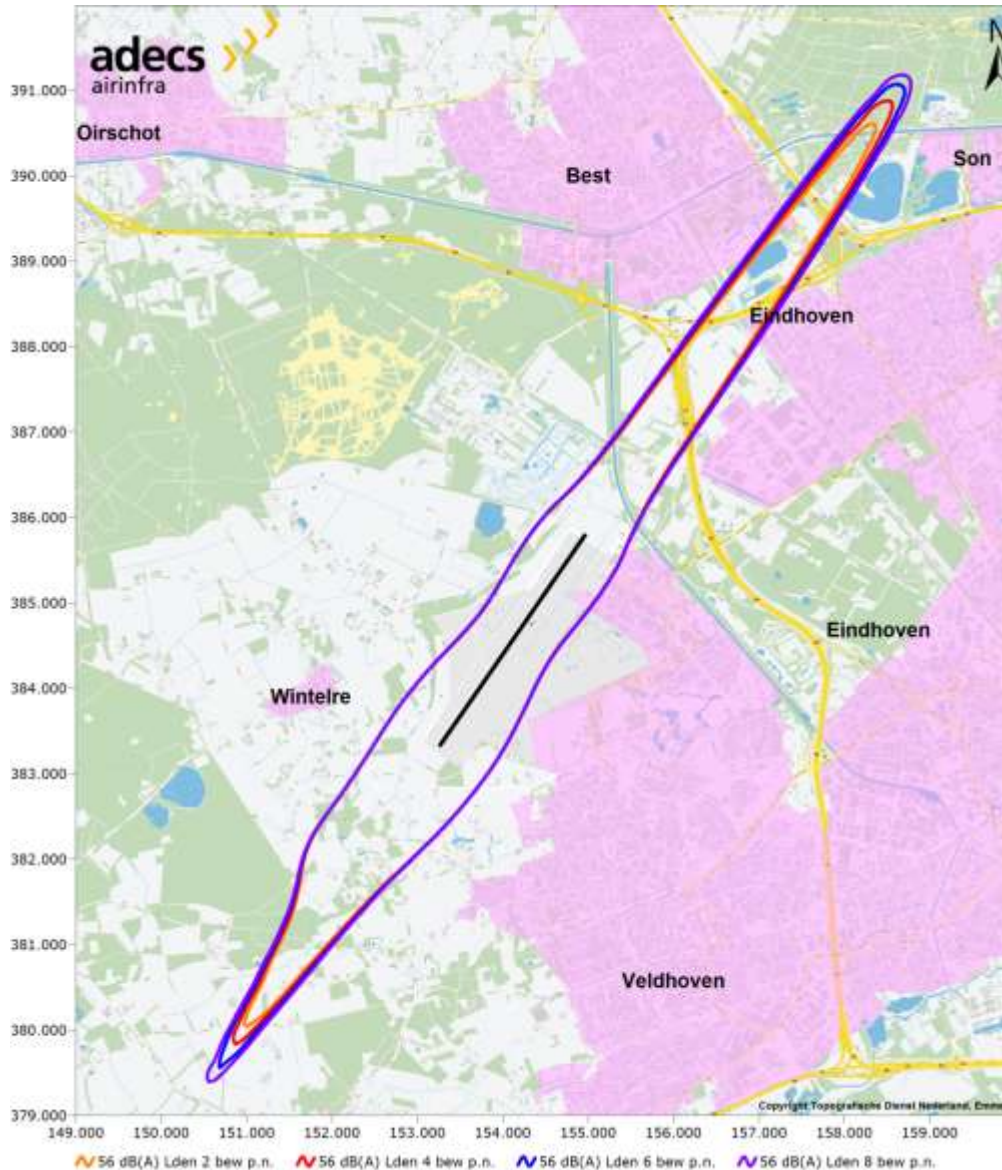 N
adecs
airinfra
391.000
Oirschot
Best
Son
390.000
389.000
Eindhoven
388.000
387.000
386.000
385.000
Eindhoven
384.000
Wintelre
383.000
382.000
381.000
Veldhoven
380.000
379.000
Copyright Topografische Dienst Nederland, Emme
149.000 150.000 151.000 152.000 153.000 154.000 155.000 156.000 157.000 158.000 159.000
56 dB(A) Lden 2 bew p.n. 56 dB(A) Lden 4 bew p.n. 56 dB(A) Lden 6 bew p.n. 56 dB(A) Lden 8 bew p.n.